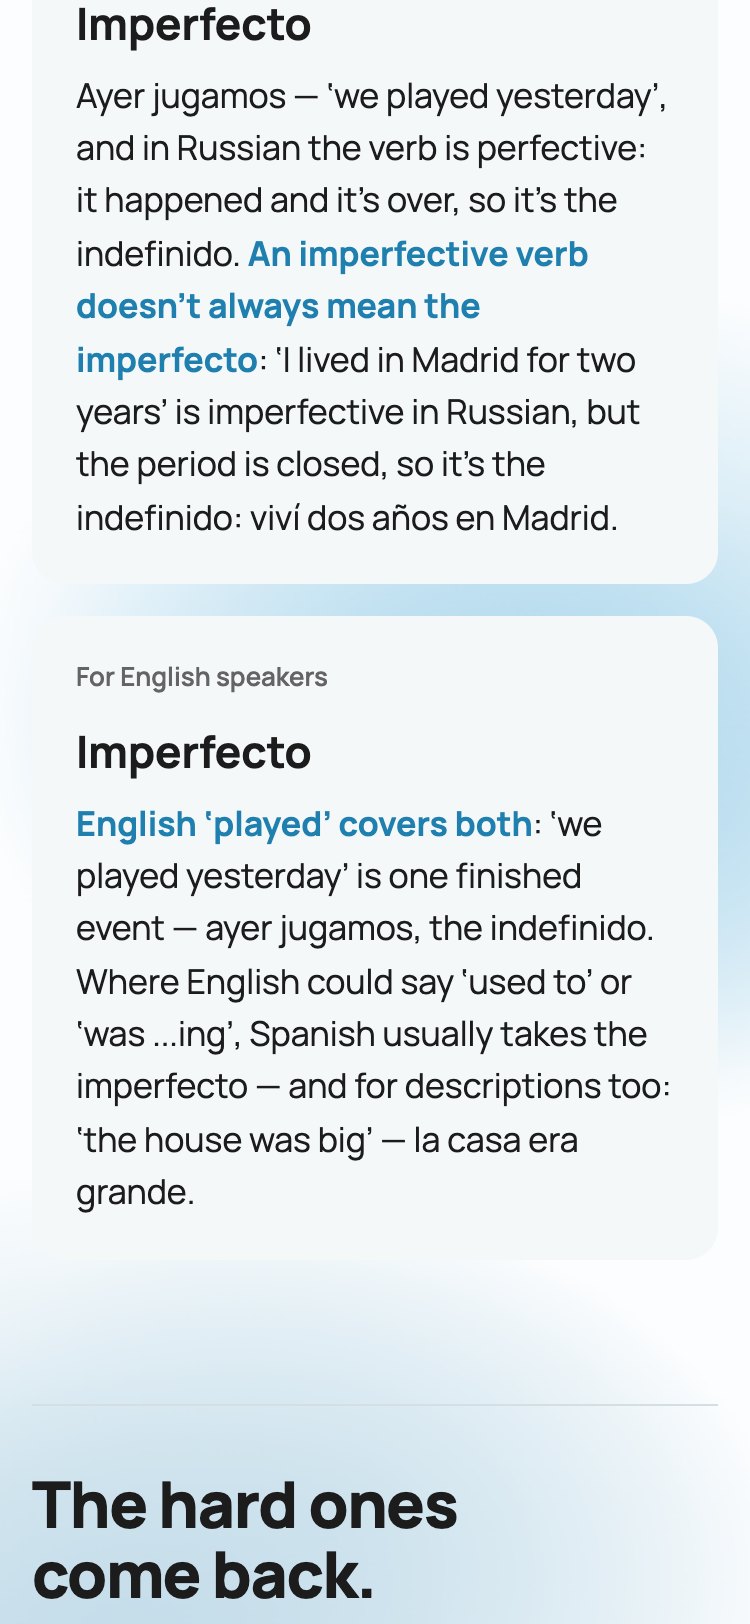 Imperfecto
Ayer jugamos — ‘we played yesterday’,
and in Russian the verb is perfective:
it happened and it’s over, so it’s the
indefinido. An imperfective verb
doesn’t always mean the
imperfecto: ‘I lived in Madrid for two
years’ is imperfective in Russian, but
the period is closed, so it’s the
indefinido: viví dos años en Madrid.
For English speakers
Imperfecto
English ‘played’ covers both: ‘we
played yesterday’ is one finished
event — ayer jugamos, the indefinido.
Where English could say ‘used to’ or
‘was ...ing’, Spanish usually takes the
imperfecto — and for descriptions too:
‘the house was big’ — la casa era
grande.
The hard ones
come back.